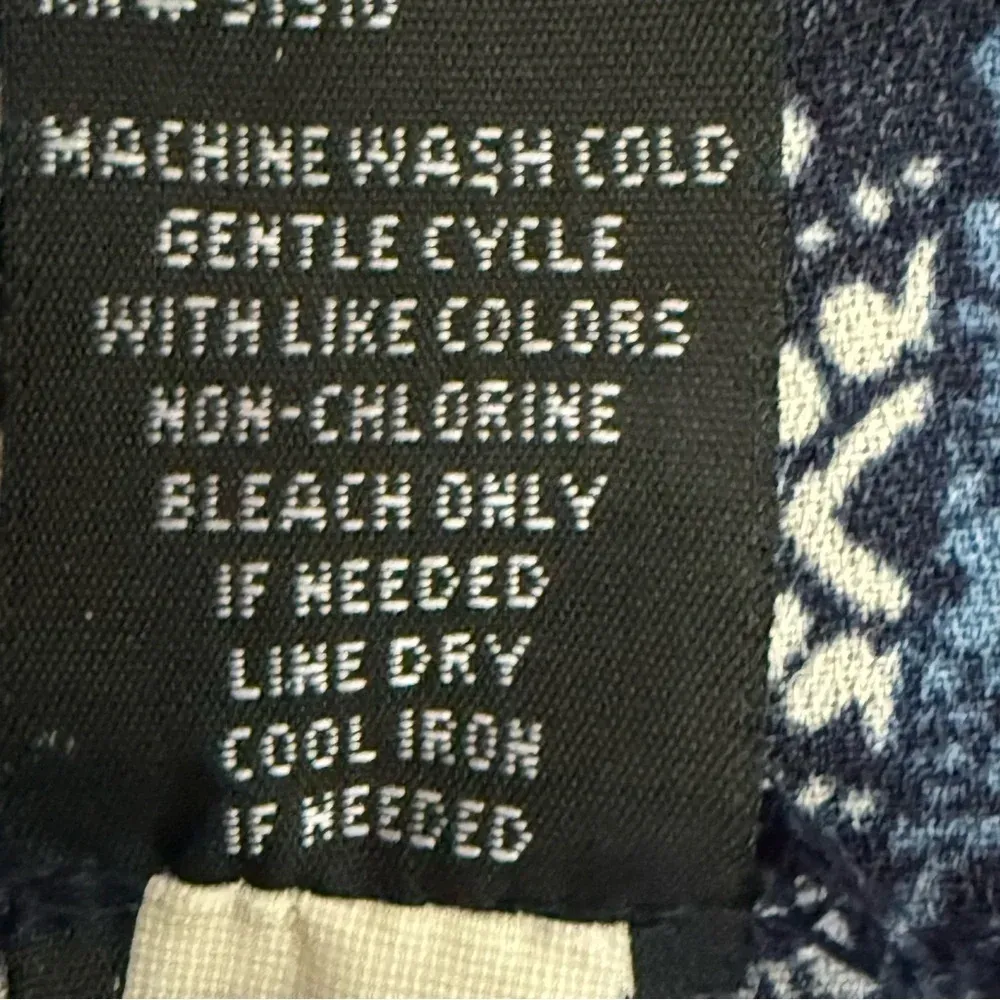 MACHINE WASH COLD
GENTLE CYCLE
WITH LIKE COLORS
NON-CHLORINE
BLEACH ONLY
IF NEEDED
LINE DRY
COOL IRON
IF NEEDED